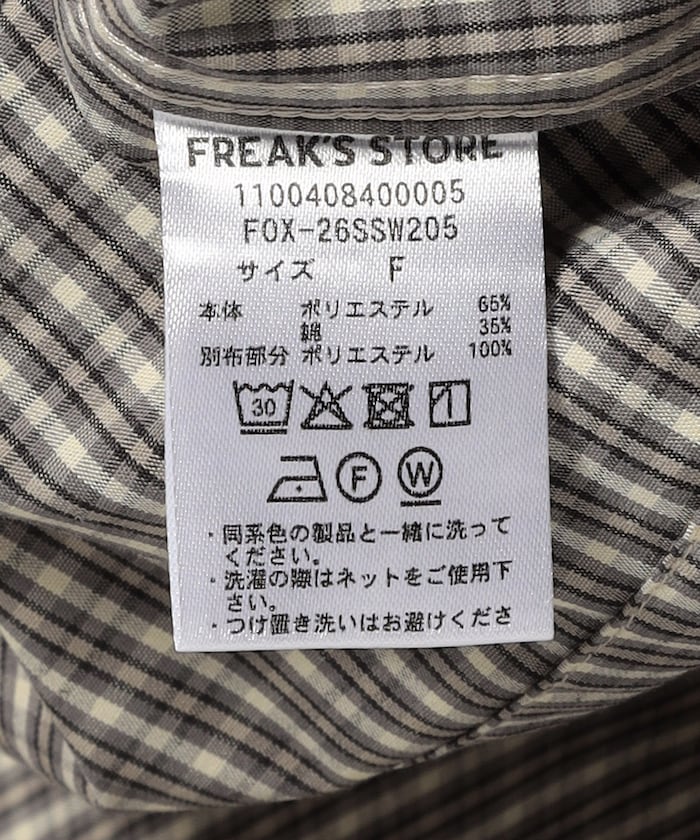 FREAK'S STORE
1100408400005
FOX-26SSW205
サイズ F
本体 ポリエステル 65%
綿 35%
別布部分 ポリエステル 100%
30
F W
・同系色の製品と一緒に洗って
ください。
・洗濯の際はネットをご使用下
さい。
・つけ置き洗いはお避けくださ